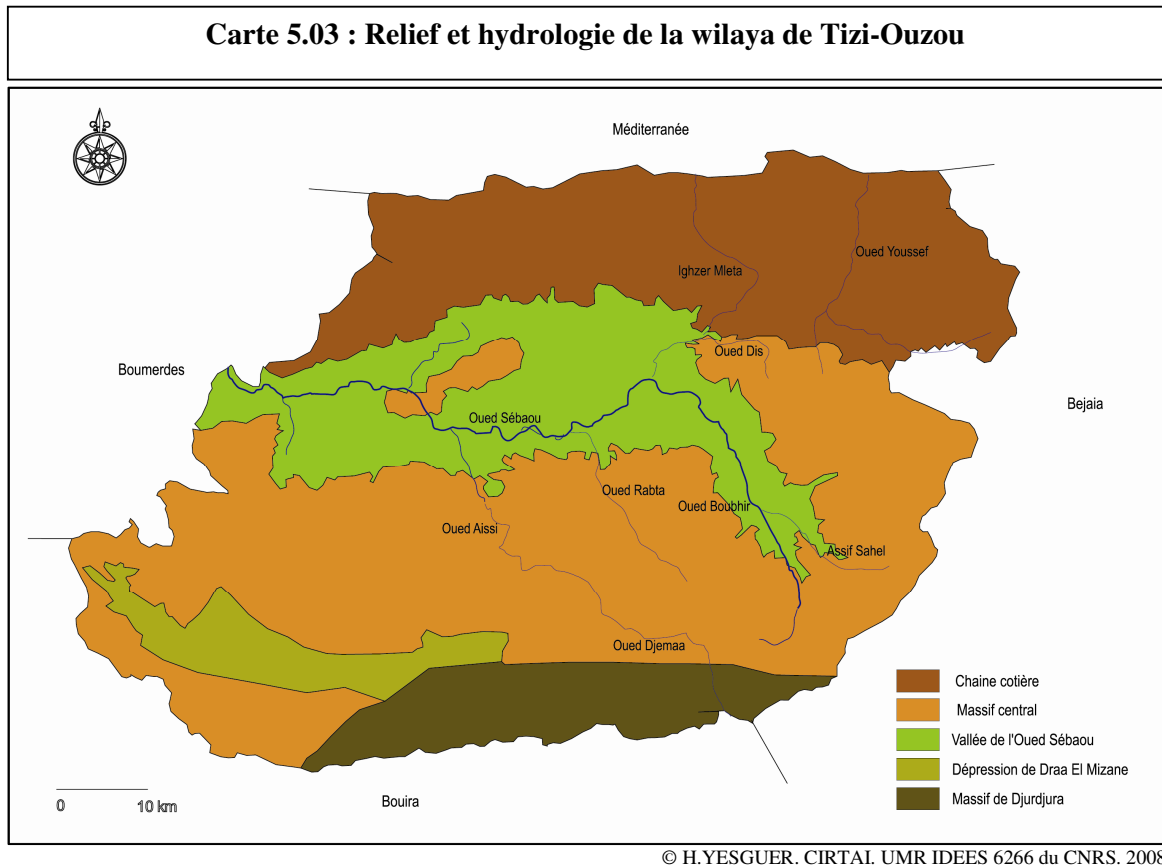 Carte 5.03 : Relief et hydrologie de la wilaya de Tizi-Ouzou
Méditerranée
Oued Youssef
Ighzer Mleta
Oued Dis
Boumerdes
Bejaia
Oued Sébaou
Oued Rabta
Oued Boubhir
Oued Aissi
Assif Sahel
Oued Djemaa
Chaine cotière
Massif central
Vallée de l'Oued Sébaou
Dépression de Draa El Mizane
Massif de Djurdjura
0 10 km
Bouira
© H.YESGUER. CIRTAI. UMR IDEES 6266 du CNRS. 2008